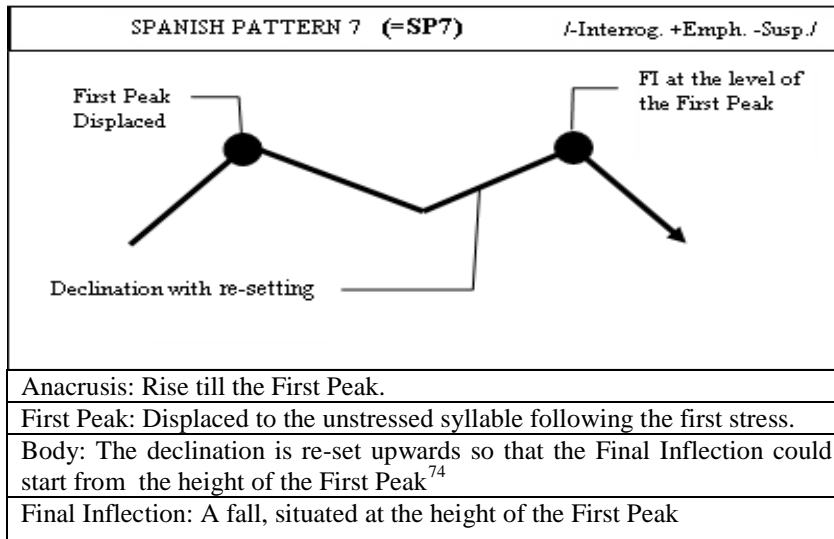 SPANISH PATTERN 7 (=SP7) /-Interrog. +Emph. -Susp./
First Peak
Displaced
FI at the level of
the First Peak
Declination with re-setting
Anacrusis: Rise till the First Peak.
First Peak: Displaced to the unstressed syllable following the first stress.
Body: The declination is re-set upwards so that the Final Inflection could
start from the height of the First Peak74
Final Inflection: A fall, situated at the height of the First Peak